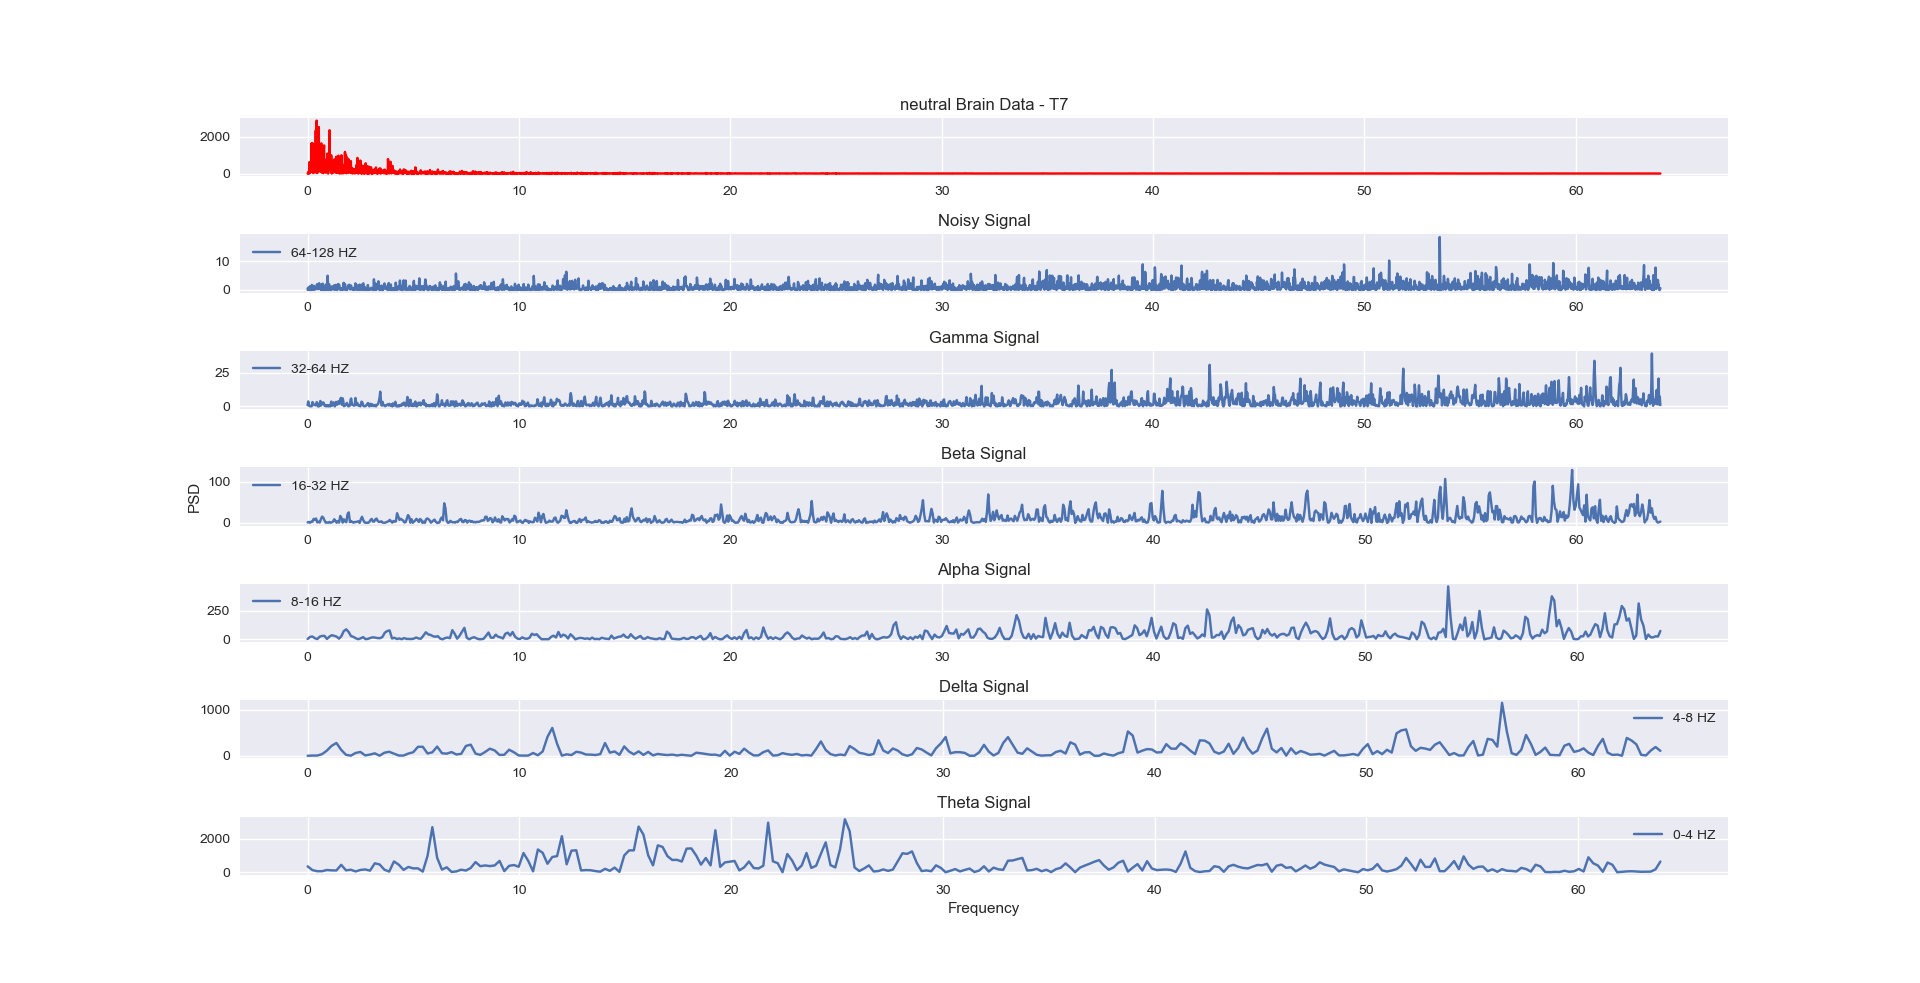 neutral Brain Data - T7
2000
0
0 10 20 30 40 50 60
Noisy Signal
64-128 HZ
10
0
0 10 20 30 40 50 60
Gamma Signal
32-64 HZ
25
0
0 10 20 30 40 50 60
Beta Signal
16-32 HZ
100
0
PSD
0 10 20 30 40 50 60
Alpha Signal
8-16 HZ
250
0
0 10 20 30 40 50 60
Delta Signal
4-8 HZ
1000
0
0 10 20 30 40 50 60
Theta Signal
0-4 HZ
2000
0
0 10 20 30 40 50 60
Frequency